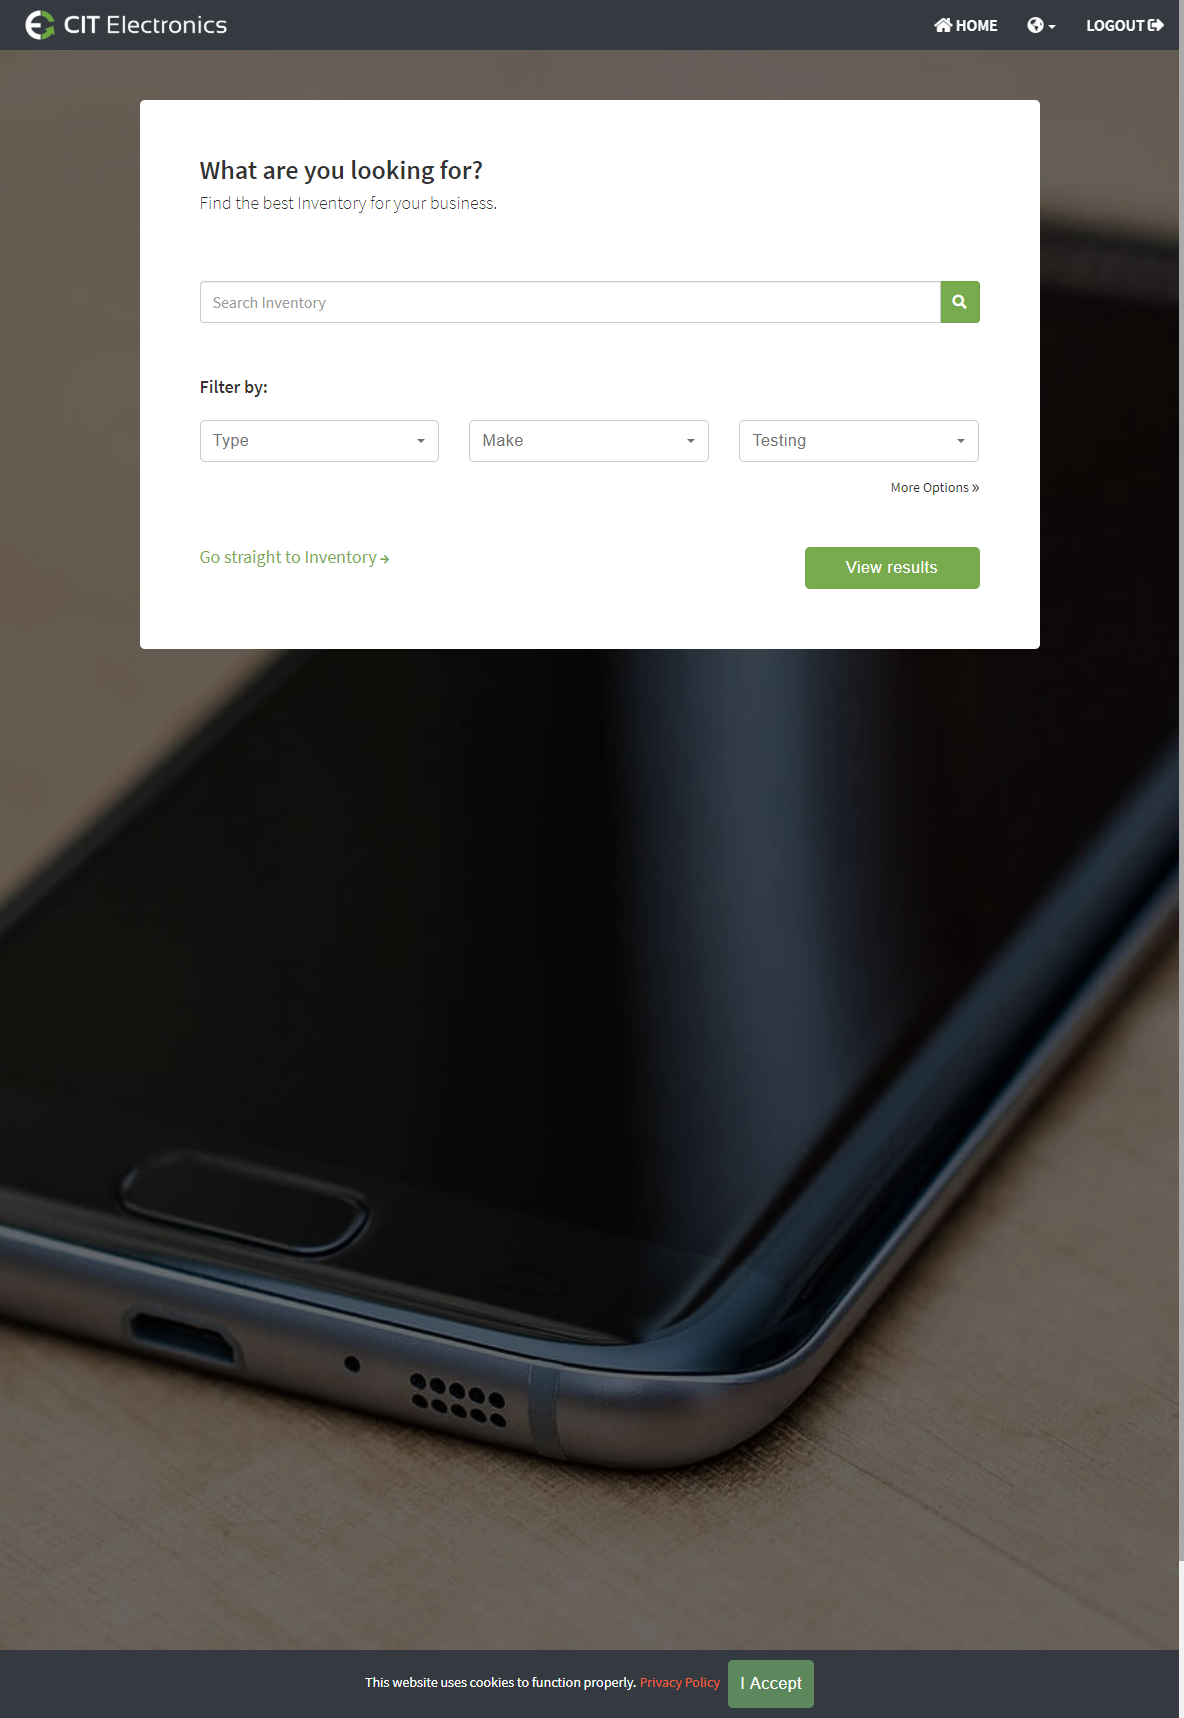 CIT Electronics
HOME
LOGOUT
What are you looking for?
Find the best Inventory for your business.
Search Inventory
Filter by:
Type
Make
Testing
More Options »
Go straight to Inventory
View results
This website uses cookies to function properly. Privacy Policy
I Accept